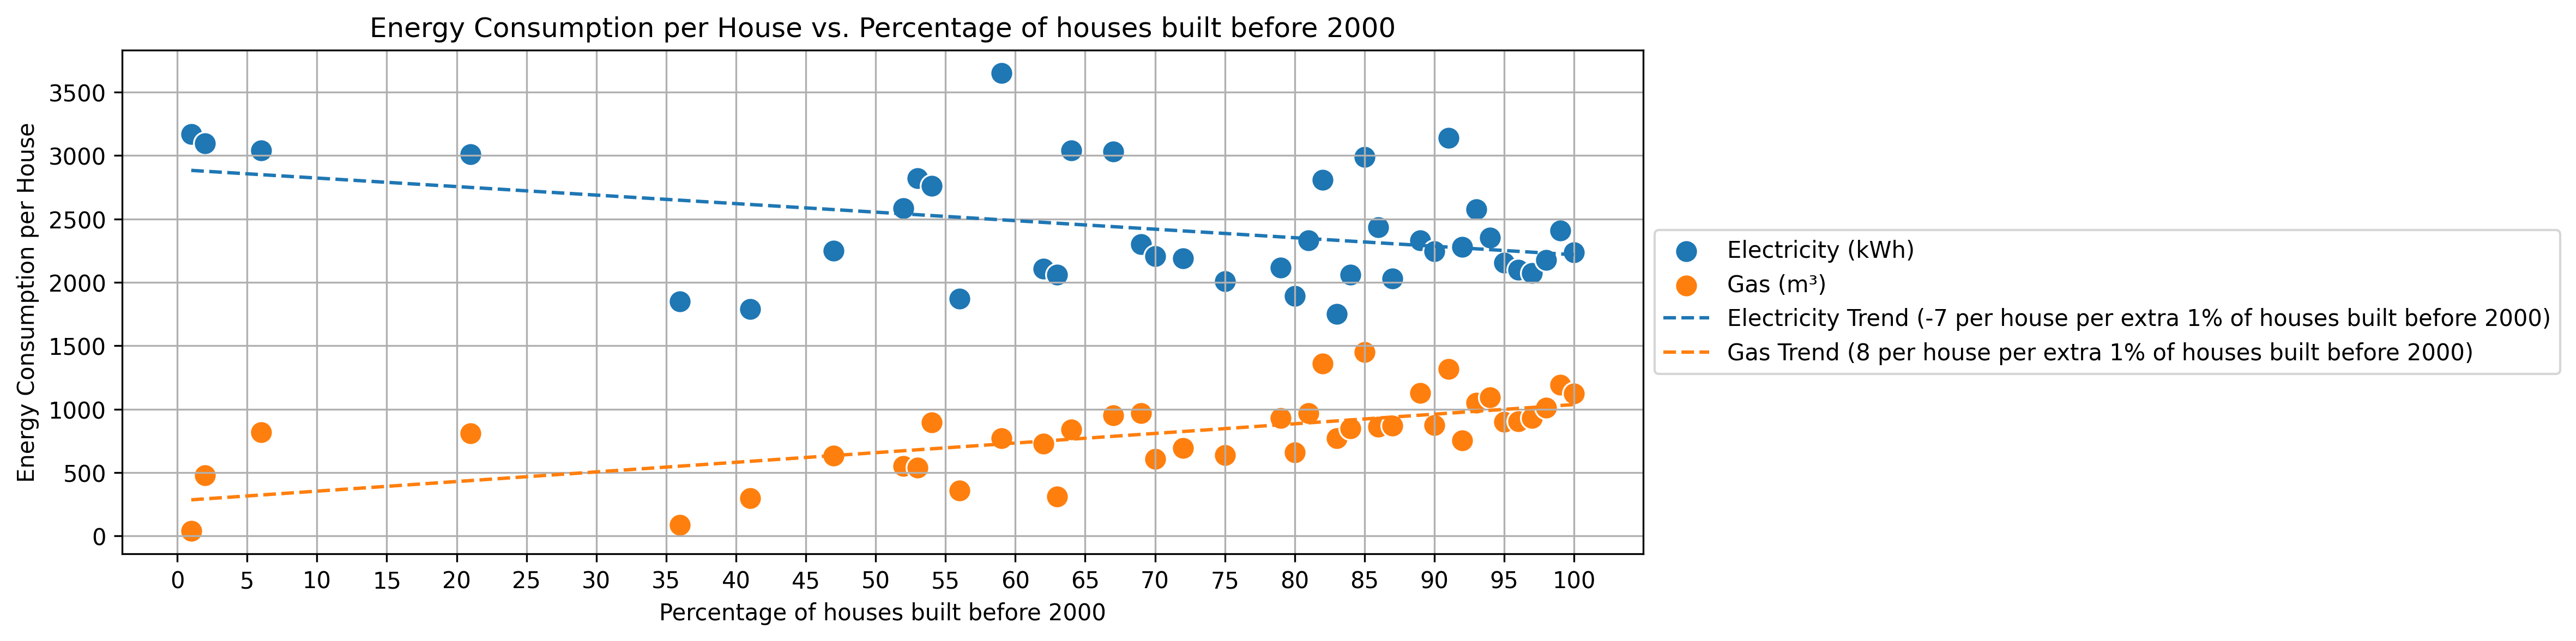 Energy Consumption per House vs. Percentage of houses built before 2000
Energy Consumption per House
3500
3000
2500
2000
1500
1000
500
0
0 5 10 15 20 25 30 35 40 45 50 55 60 65 70 75 80 85 90 95 100
Percentage of houses built before 2000
Electricity (kWh)
Gas (m³)
Electricity Trend (-7 per house per extra 1% of houses built before 2000)
Gas Trend (8 per house per extra 1% of houses built before 2000)